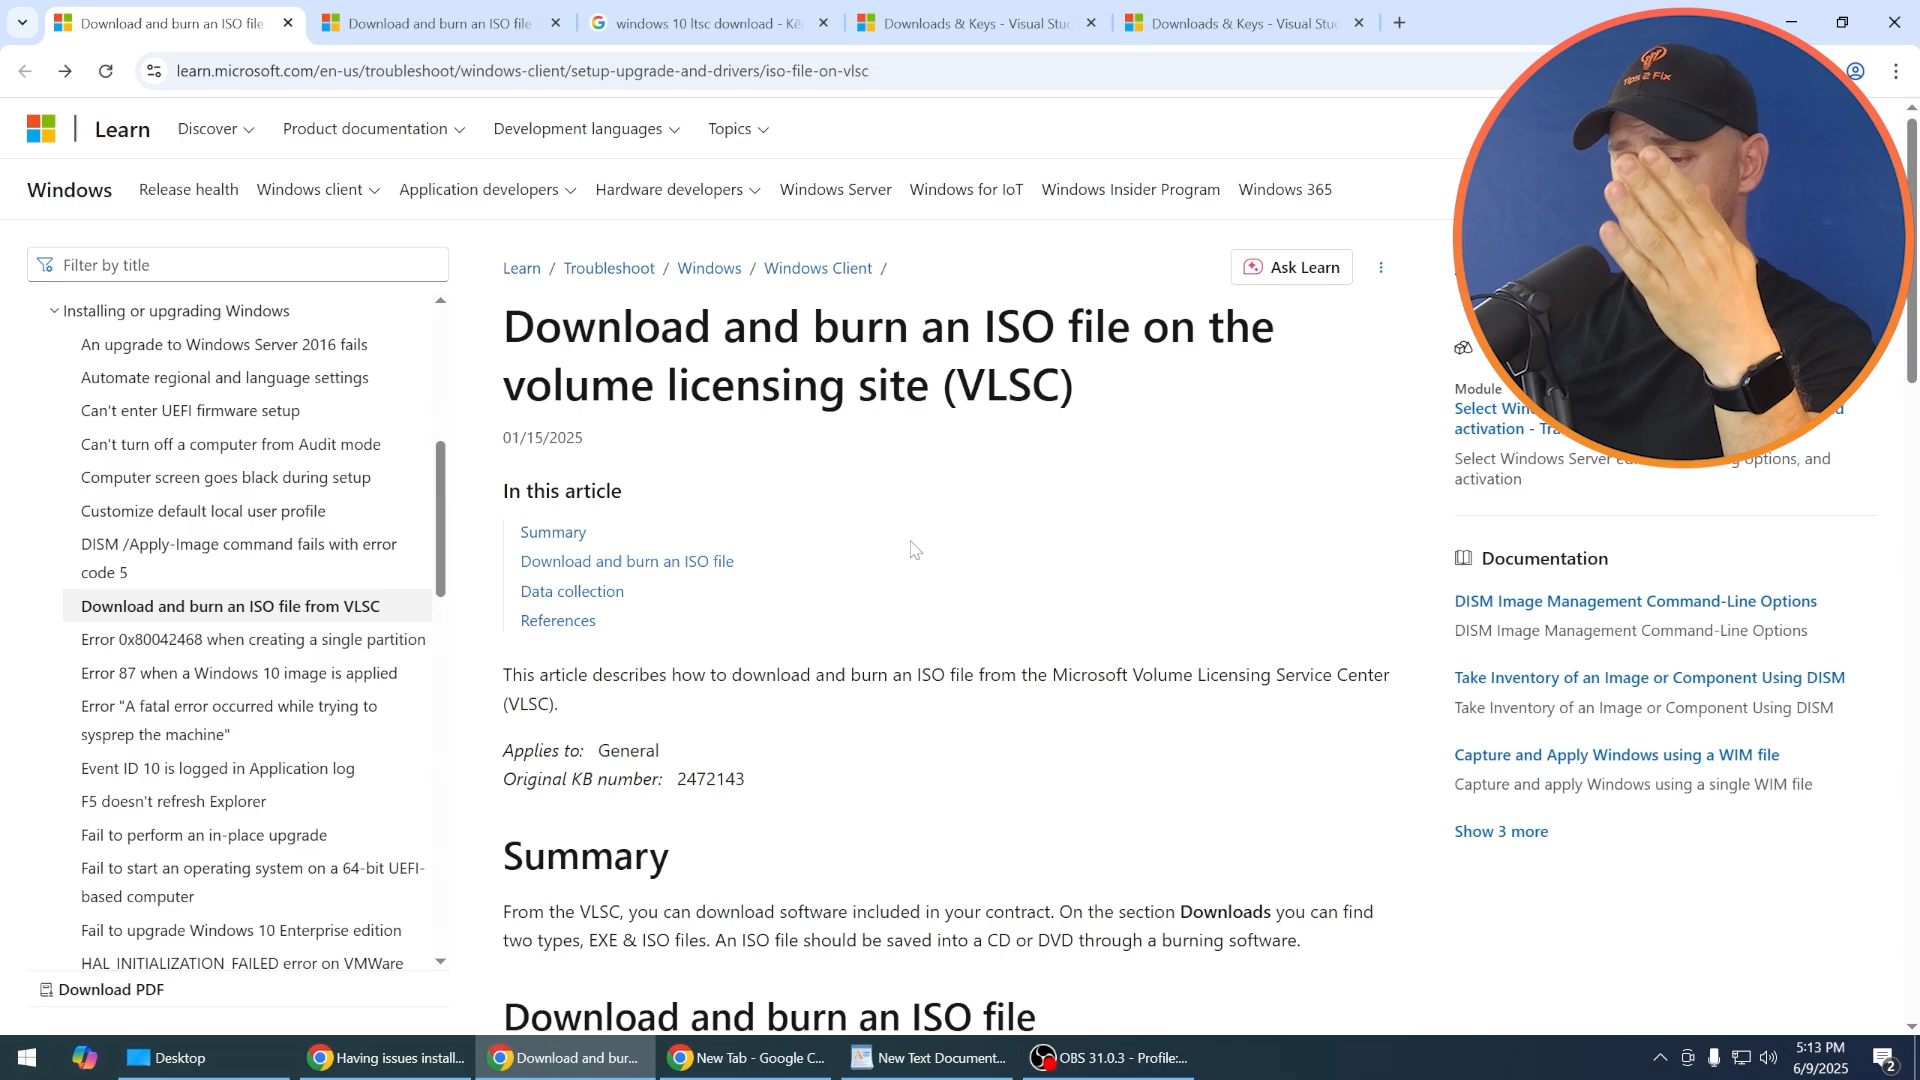 Download and burn an ISO file
Download and burn an ISO file
windows 10 ltsc download - Kër
Downloads & Keys - Visual Stud
Downloads & Keys - Visual Stud
learn.microsoft.com/en-us/troubleshoot/windows-client/setup-upgrade-and-drivers/iso-file-on-vlsc
Tips 2 Fix
Learn
Discover
Product documentation
Development languages
Topics
Windows
Release health
Windows client
Application developers
Hardware developers
Windows Server
Windows for IoT
Windows Insider Program
Windows 365
Filter by title
Installing or upgrading Windows
An upgrade to Windows Server 2016 fails
Automate regional and language settings
Can't enter UEFI firmware setup
Can't turn off a computer from Audit mode
Computer screen goes black during setup
Customize default local user profile
DISM /Apply-Image command fails with error
code 5
Download and burn an ISO file from VLSC
Error 0x80042468 when creating a single partition
Error 87 when a Windows 10 image is applied
Error "A fatal error occurred while trying to
sysprep the machine"
Event ID 10 is logged in Application log
F5 doesn't refresh Explorer
Fail to perform an in-place upgrade
Fail to start an operating system on a 64-bit UEFI-
based computer
Fail to upgrade Windows 10 Enterprise edition
HAL_INITIALIZATION_FAILED error on VMWare
Download PDF
Learn / Troubleshoot / Windows / Windows Client /
Ask Learn
Download and burn an ISO file on the
volume licensing site (VLSC)
01/15/2025
In this article
Summary
Download and burn an ISO file
Data collection
References
This article describes how to download and burn an ISO file from the Microsoft Volume Licensing Service Center
(VLSC).
Applies to: General
Original KB number: 2472143
Summary
From the VLSC, you can download software included in your contract. On the section Downloads you can find
two types, EXE & ISO files. An ISO file should be saved into a CD or DVD through a burning software.
Download and burn an ISO file
Module
Select Win
activation - Tra
Select Windows Server options, and
activation
Documentation
DISM Image Management Command-Line Options
DISM Image Management Command-Line Options
Take Inventory of an Image or Component Using DISM
Take Inventory of an Image or Component Using DISM
Capture and Apply Windows using a WIM file
Capture and apply Windows using a single WIM file
Show 3 more
Desktop
Having issues install...
Download and bur...
New Tab - Google C...
New Text Document...
OBS 31.0.3 - Profile:...
5:13 PM
6/9/2025
2